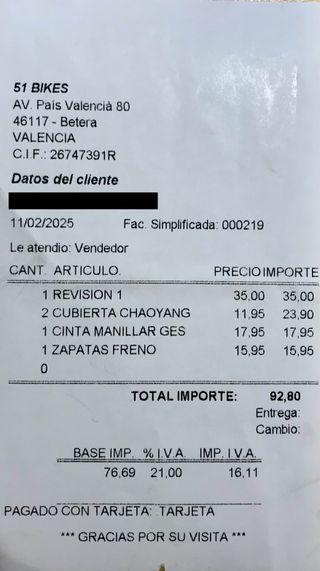 51 BIKES
AV. País Valencià 80
46117 - Betera
VALENCIA
C.I.F.: 26747391R
Datos del cliente
11/02/2025 Fac. Simplificada: 000219
Le atendio: Vendedor
CANT. ARTICULO. PRECIO IMPORTE
1 REVISION 1 35,00 35,00
2 CUBIERTA CHAOYANG 11,95 23,90
1 CINTA MANILLAR GES 17,95 17,95
1 ZAPATAS FRENO 15,95 15,95
0
TOTAL IMPORTE: 92,80
Entrega:
Cambio:
BASE IMP. % I.V.A. IMP. I.V.A.
76,69 21,00 16,11
PAGADO CON TARJETA: TARJETA
*** GRACIAS POR SU VISITA ***